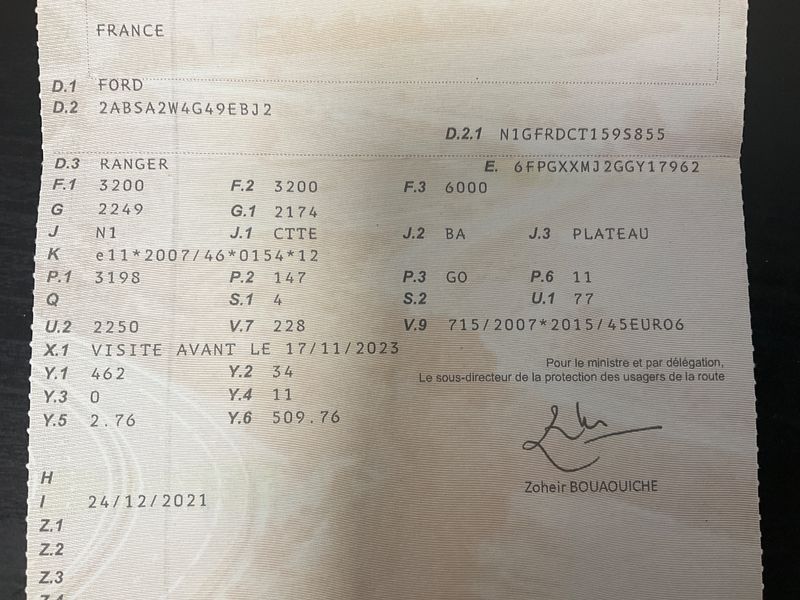 FRANCE
D.1 FORD
D.2 2ABSA2W4G49EBJ2
D.2.1 N1GFRDCT159S855
D.3 RANGER E. 6FPGXXMJ2GGY17962
F.1 3200 F.2 3200 F.3 6000
G 2249 G.1 2174
J N1 J.1 CTTE J.2 BA J.3 PLATEAU
K e11*2007/46*0154*12
P.1 3198 P.2 147 P.3 GO P.6 11
Q S.1 4 S.2 U.1 77
U.2 2250 V.7 228 V.9 715/2007*2015/45EURO6
X.1 VISITE AVANT LE 17/11/2023
Pour le ministre et par délégation,
Le sous-directeur de la protection des usagers de la route
Y.1 462 Y.2 34
Y.3 0 Y.4 11
Y.5 2.76 Y.6 509.76
Zoheir BOUAOUICHE
H
I 24/12/2021
Z.1
Z.2
Z.3
Z.4